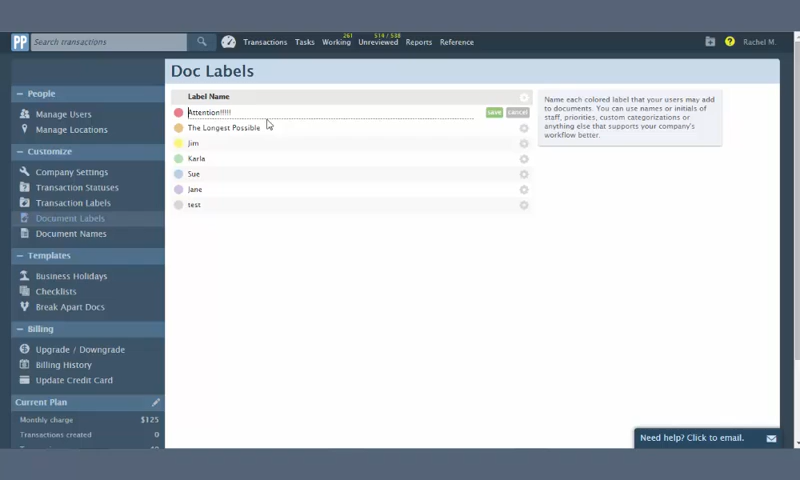 PP Search transactions Transactions Tasks Working 261 Unreviewed 514 / 538 Reports Reference ? Rachel M.
People
Manage Users
Manage Locations
Customize
Company Settings
Transaction Statuses
Transaction Labels
Document Labels
Document Names
Templates
Business Holidays
Checklists
Break Apart Docs
Billing
Upgrade / Downgrade
Billing History
Update Credit Card
Current Plan
Monthly charge $125
Transactions created 0
Doc Labels
Label Name
Attention!!!!! save cancel
The Longest Possible
Jim
Karla
Sue
Jane
test
Name each colored label that your users may add
to documents. You can use names or initials of
staff, priorities, custom categorizations or
anything else that supports your company's
workflow better.
Need help? Click to email.